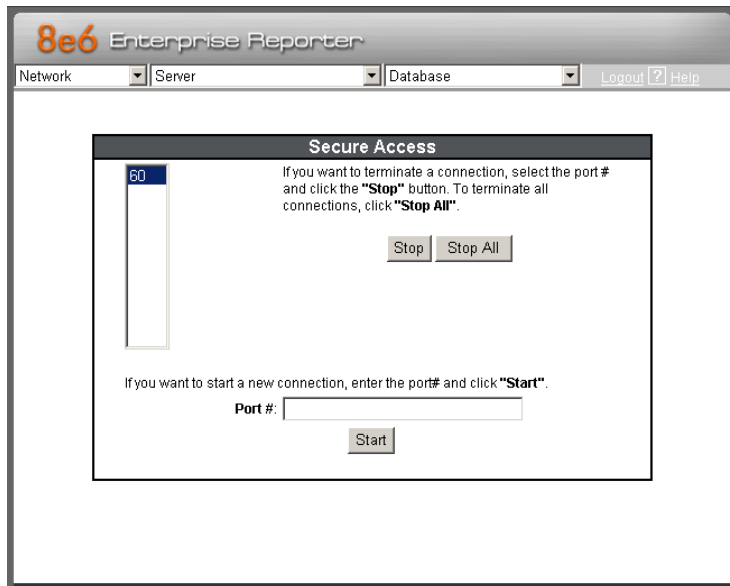 8e6 Enterprise Reporter
Network Server Database Logout ? Help
Secure Access
60
If you want to terminate a connection, select the port #
and click the "Stop" button. To terminate all
connections, click "Stop All".
Stop Stop All
If you want to start a new connection, enter the port# and click "Start".
Port #:
Start